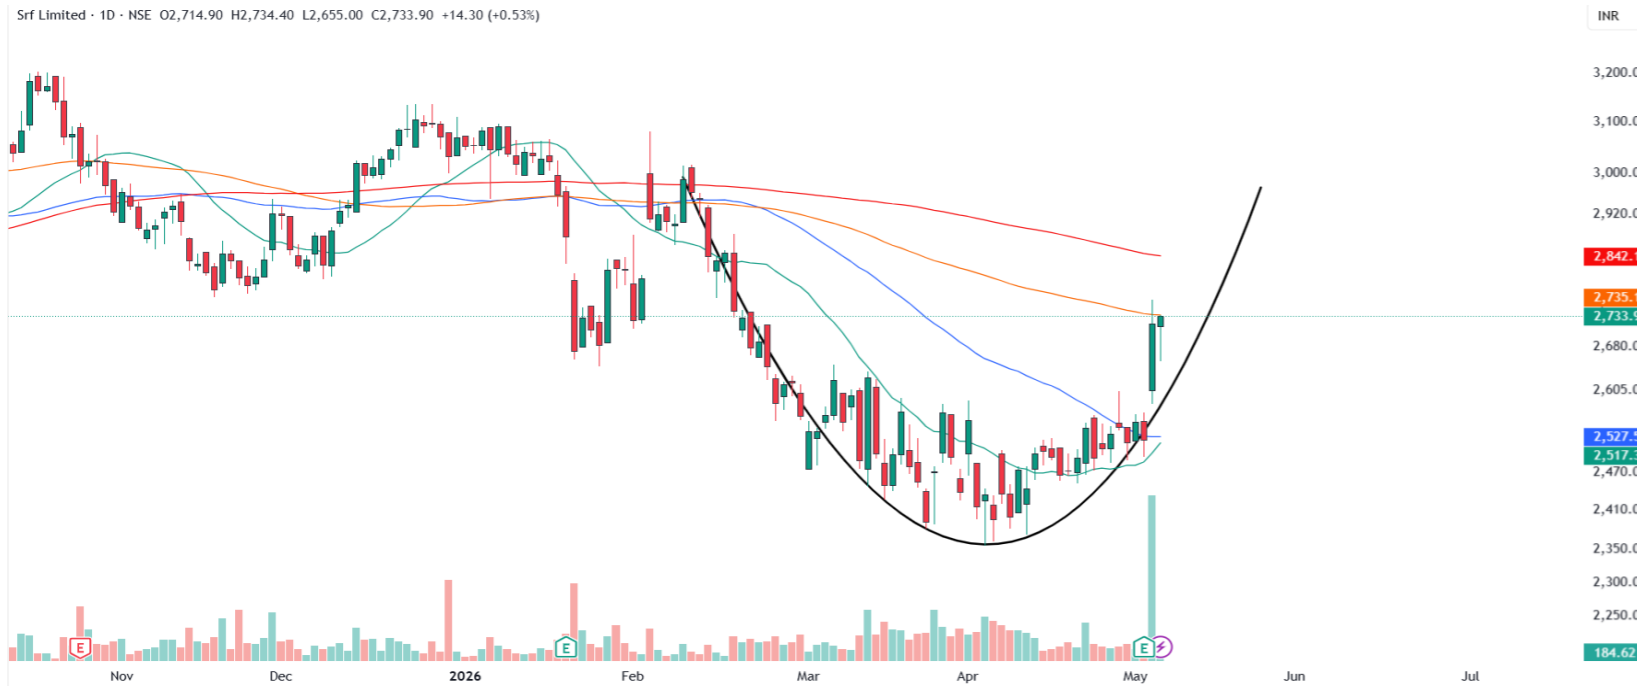 Srf Limited · 1D · NSE O2,714.90 H2,734.40 L2,655.00 C2,733.90 +14.30 (+0.53%)
INR
3,200.0
3,100.0
3,000.0
2,920.0
2,842.1
2,735.1
2,733.9
2,680.0
2,605.0
2,527.5
2,517.3
2,470.0
2,410.0
2,350.0
2,300.0
2,250.0
184.62
E
E
E
Nov Dec 2026 Feb Mar Apr May Jun Jul